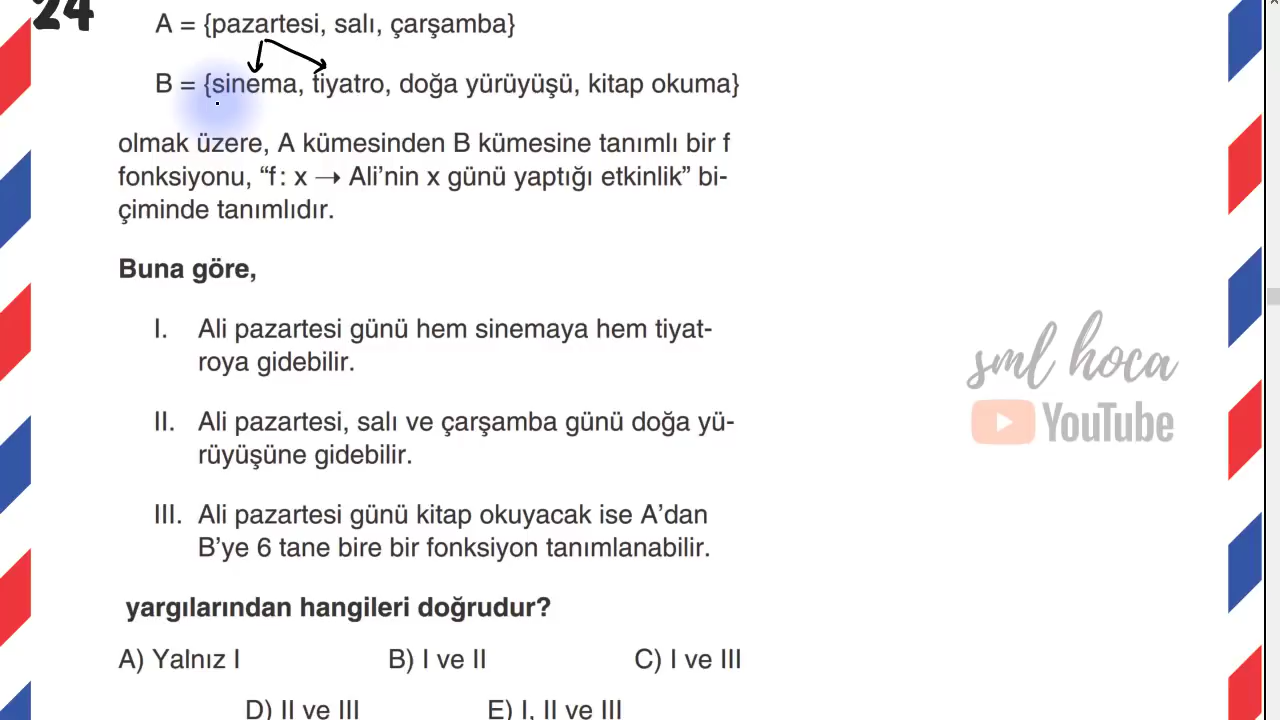 24
A = {pazartesi, salı, çarşamba}
B = {sinema, tiyatro, doğa yürüyüşü, kitap okuma}
olmak üzere, A kümesinden B kümesine tanımlı bir f
fonksiyonu, “f: x → Ali’nin x günü yaptığı etkinlik” bi-
çiminde tanımlıdır.
Buna göre,
I. Ali pazartesi günü hem sinemaya hem tiyat-
roya gidebilir.
II. Ali pazartesi, salı ve çarşamba günü doğa yü-
rüyüşüne gidebilir.
III. Ali pazartesi günü kitap okuyacak ise A’dan
B’ye 6 tane bire bir fonksiyon tanımlanabilir.
yargılarından hangileri doğrudur?
A) Yalnız I B) I ve II C) I ve III
D) II ve III E) I, II ve III
sml hoca
YouTube